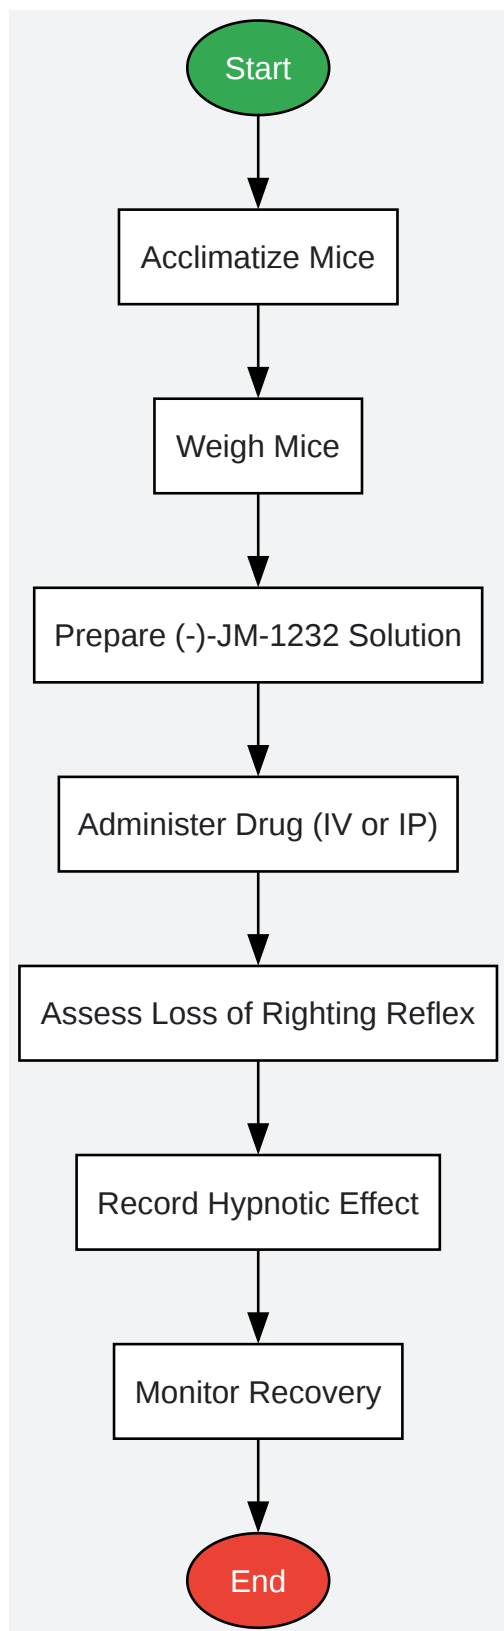 Start
Acclimatize Mice
Weigh Mice
Prepare (-)-JM-1232 Solution
Administer Drug (IV or IP)
Assess Loss of Righting Reflex
Record Hypnotic Effect
Monitor Recovery
End